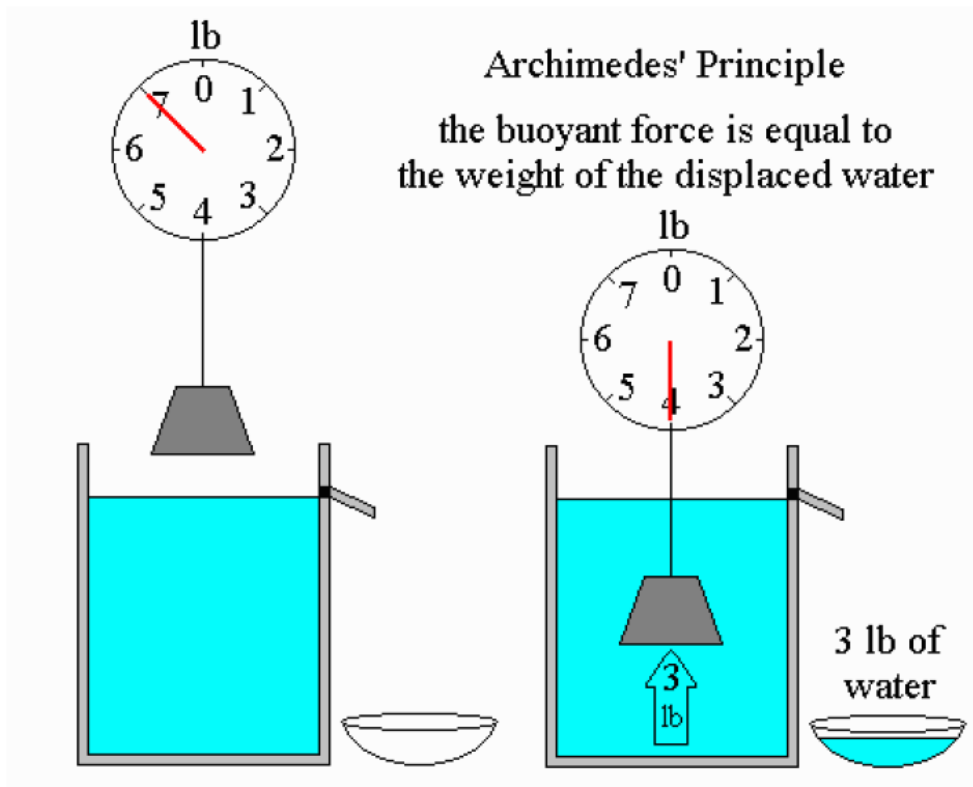 lb
0
1
2
3
4
5
6
7
Archimedes' Principle
the buoyant force is equal to
the weight of the displaced water
lb
0
1
2
3
4
5
6
7
3
lb
3 lb of
water